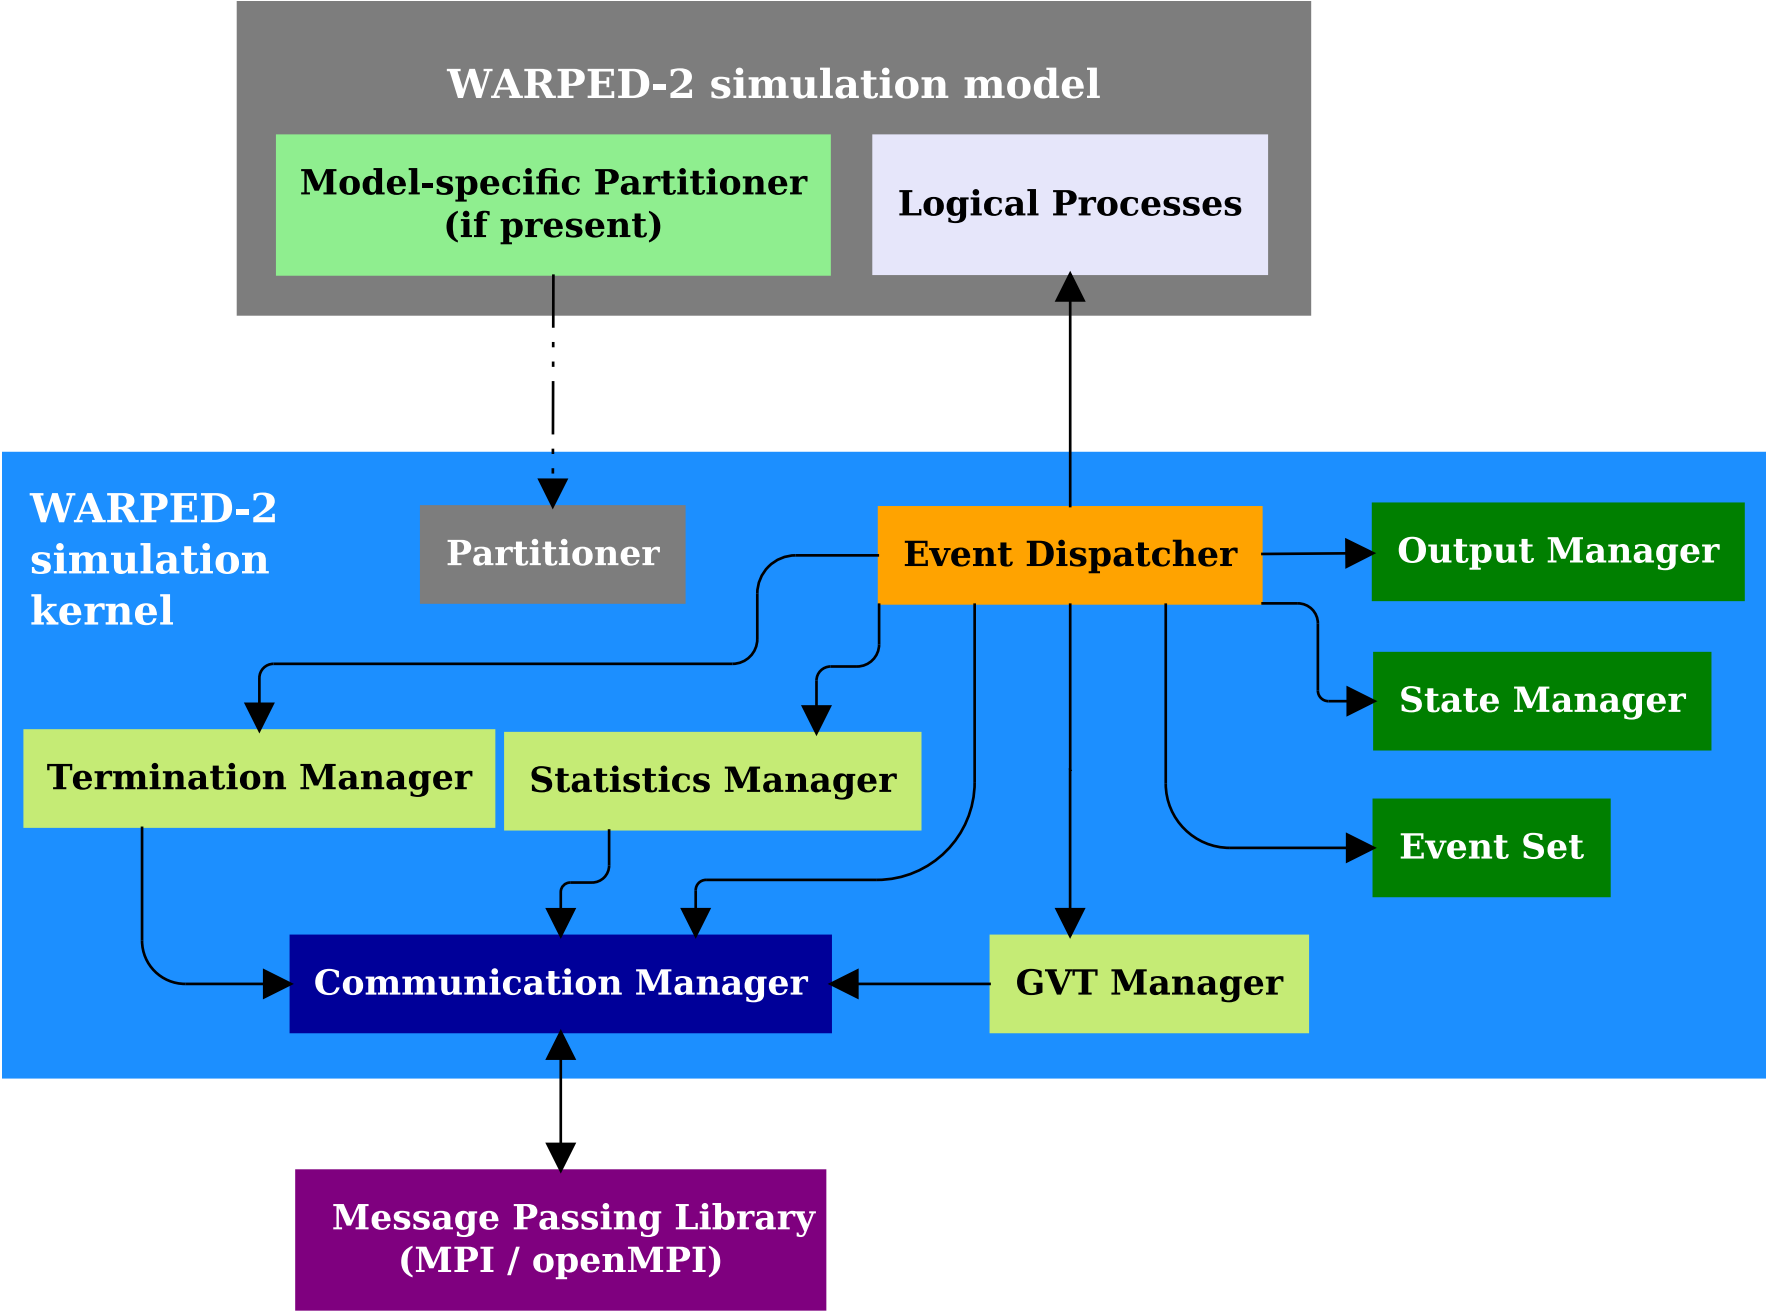 WARPED-2 simulation model
Model-specific Partitioner
(if present)
Logical Processes
WARPED-2
simulation
kernel
Partitioner
Event Dispatcher
Output Manager
State Manager
Termination Manager
Statistics Manager
Event Set
Communication Manager
GVT Manager
Message Passing Library
(MPI / openMPI)